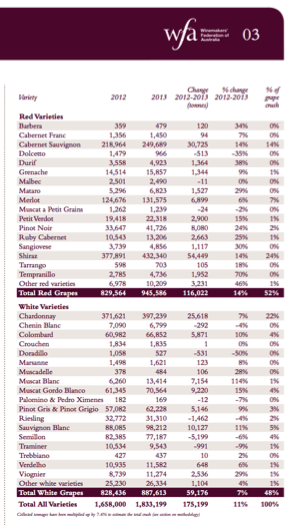 wfa Winemakers' Federation of Australia 03
Variety 2012 2013 Change 2012-2013 (tonnes) % change 2012-2013 % of grape crush
Red Varieties
Barbera 359 479 120 34% 0%
Cabernet Franc 1,356 1,450 94 7% 0%
Cabernet Sauvignon 218,964 249,689 30,725 14% 14%
Dolcetto 1,479 966 -513 -35% 0%
Durif 3,558 4,923 1,364 38% 0%
Grenache 14,514 15,857 1,344 9% 1%
Malbec 2,501 2,490 -11 0% 0%
Mataro 5,296 6,823 1,527 29% 0%
Merlot 124,676 131,575 6,899 6% 7%
Muscat a Petit Grains 1,262 1,239 -24 -2% 0%
Petit Verdot 19,418 22,318 2,900 15% 1%
Pinot Noir 33,647 41,726 8,080 24% 2%
Ruby Cabernet 10,543 13,206 2,663 25% 1%
Sangiovese 3,739 4,856 1,117 30% 0%
Shiraz 377,891 432,340 54,449 14% 24%
Tarrango 598 703 105 18% 0%
Tempranillo 2,785 4,736 1,952 70% 0%
Other red varieties 6,978 10,209 3,231 46% 1%
Total Red Grapes 829,564 945,586 116,022 14% 52%
White Varieties
Chardonnay 371,621 397,239 25,618 7% 22%
Chenin Blanc 7,090 6,799 -292 -4% 0%
Colombard 60,982 66,852 5,871 10% 4%
Crouchen 1,834 1,835 1 0% 0%
Doradillo 1,058 527 -531 -50% 0%
Marsanne 1,498 1,621 123 8% 0%
Muscadelle 378 484 106 28% 0%
Muscat Blanc 6,260 13,414 7,154 114% 1%
Muscat Gordo Blanco 61,345 70,564 9,220 15% 4%
Palomino & Pedro Ximenes 182 169 -12 -7% 0%
Pinot Gris & Pinot Grigio 57,082 62,228 5,146 9% 3%
Riesling 32,772 31,310 -1,462 -4% 2%
Sauvignon Blanc 88,085 98,212 10,127 11% 5%
Semillon 82,385 77,187 -5,199 -6% 4%
Traminer 10,534 9,543 -991 -9% 1%
Trebbiano 427 437 10 2% 0%
Verdelho 10,935 11,582 648 6% 1%
Viognier 8,739 11,274 2,536 29% 1%
Other white varieties 25,230 26,334 1,104 4% 1%
Total White Grapes 828,436 887,613 59,176 7% 48%
Total All Varieties 1,658,000 1,833,199 175,199 11% 100%
Collected tonnages have been multiplied up by 7.6% to estimate the total crush (see section on methodology)